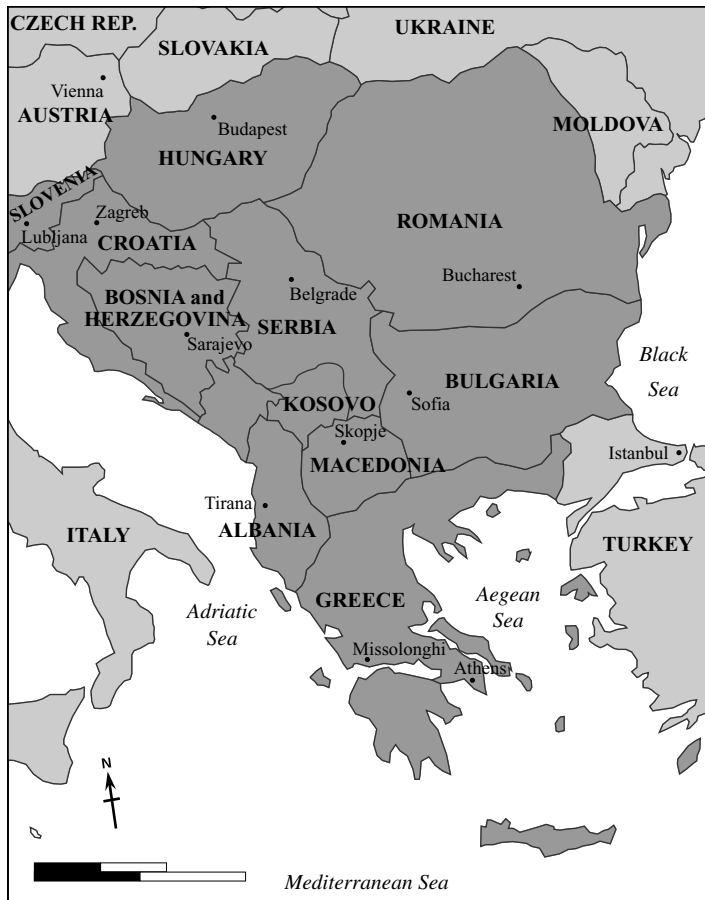 CZECH REP.
SLOVAKIA
UKRAINE
Vienna
AUSTRIA
Budapest
HUNGARY
MOLDOVA
SLOVENIA
Lubljana
Zagreb
CROATIA
ROMANIA
Bucharest
BOSNIA and
HERZEGOVINA
Sarajevo
Belgrade
SERBIA
Black
Sea
BULGARIA
Sofia
KOSOVO
Skopje
MACEDONIA
Istanbul
Tirana
ALBANIA
ITALY
TURKEY
GREECE
Adriatic
Sea
Aegean
Sea
Missolonghi
Athens
N
Mediterranean Sea